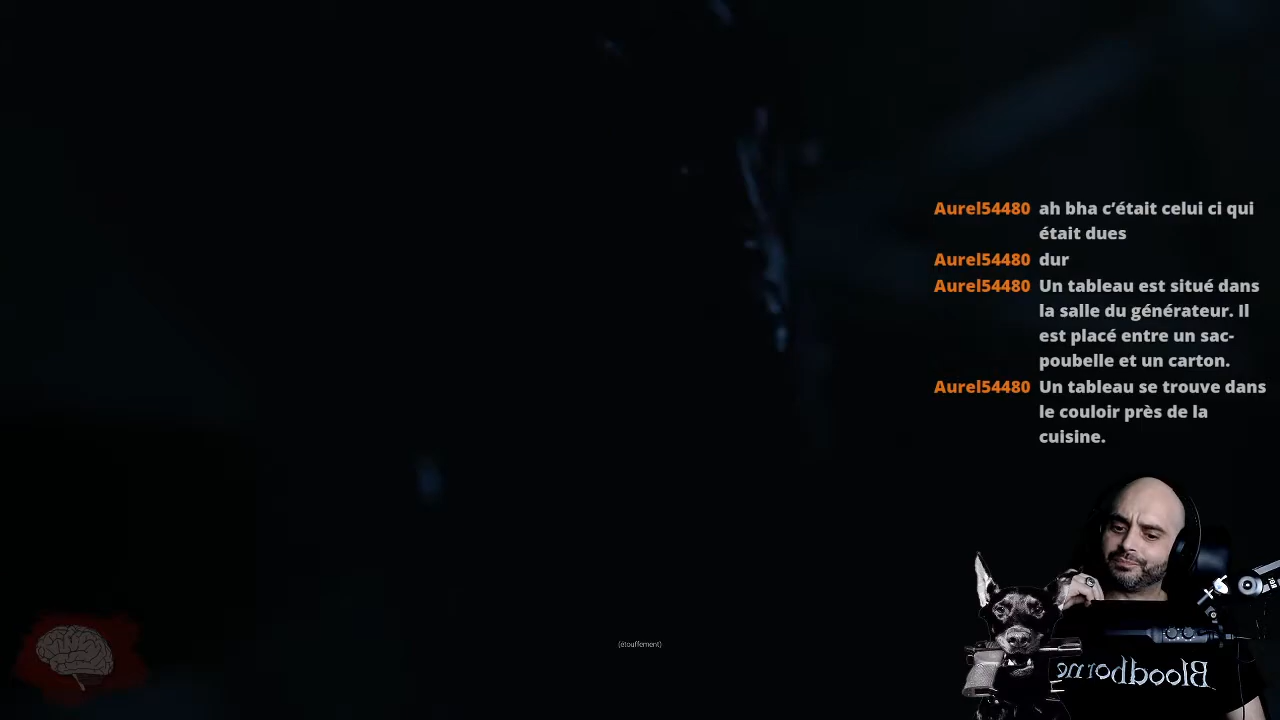 Aurel54480 ah bha c’était celui ci qui
était dues
Aurel54480 dur
Aurel54480 Un tableau est situé dans
la salle du générateur. Il
est placé entre un sac-
poubelle et un carton.
Aurel54480 Un tableau se trouve dans
le couloir près de la
cuisine.
(étouffement)
Bloodborne